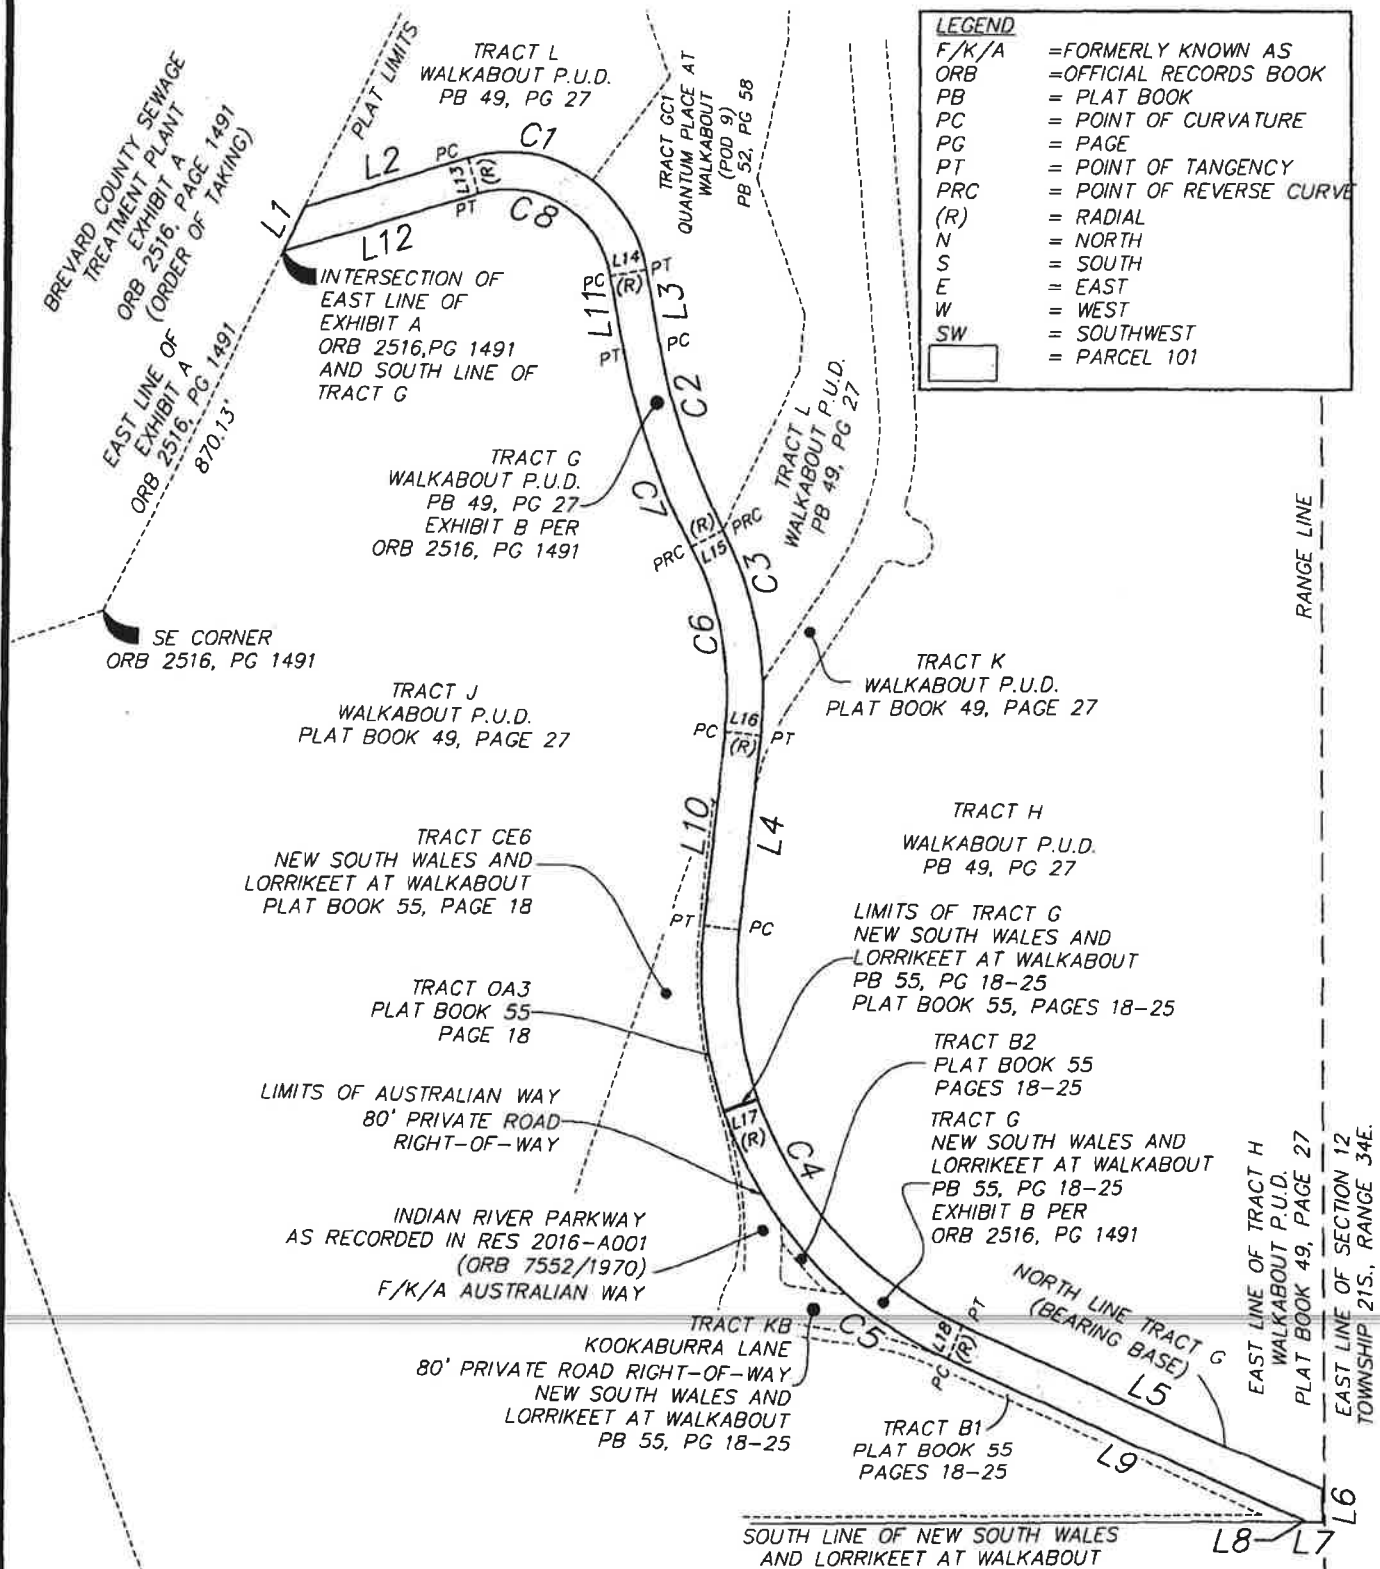 LEGEND
F/K/A =FORMERLY KNOWN AS
ORB =OFFICIAL RECORDS BOOK
PB = PLAT BOOK
PC = POINT OF CURVATURE
PG = PAGE
PT = POINT OF TANGENCY
PRC = POINT OF REVERSE CURVE
(R) = RADIAL
N = NORTH
S = SOUTH
E = EAST
W = WEST
SW = SOUTHWEST
= PARCEL 101
BREVARD COUNTY SEWAGE
TREATMENT PLANT
EXHIBIT A
ORB 2516, PAGE 1491
(ORDER OF TAKING)
PLAT LIMITS
TRACT L
WALKABOUT P.U.D.
PB 49, PG 27
TRACT GC1
QUANTUM PLACE AT
WALKABOUT
(POD 9)
PB 52, PG 58
L1
L2
PC
L13
(R)
PT
C1
C8
L12
INTERSECTION OF
EAST LINE OF
EXHIBIT A
ORB 2516,PG 1491
AND SOUTH LINE OF
TRACT G
EAST LINE OF
EXHIBIT A
ORB 2516, PG 1491
870.13'
PC
L14
(R)
PT
L11
L3
PT
PC
C2
TRACT G
WALKABOUT P.U.D.
PB 49, PG 27
EXHIBIT B PER
ORB 2516, PG 1491
C7
TRACT L
WALKABOUT P.U.D.
PB 49, PG 27
(R)
PRC
PRC
L15
C3
C6
RANGE LINE
SE CORNER
ORB 2516, PG 1491
TRACT K
WALKABOUT P.U.D.
PLAT BOOK 49, PAGE 27
TRACT J
WALKABOUT P.U.D.
PLAT BOOK 49, PAGE 27
PC
L16
(R)
PT
L10
L4
TRACT H
WALKABOUT P.U.D.
PB 49, PG 27
TRACT CE6
NEW SOUTH WALES AND
LORRIKEET AT WALKABOUT
PLAT BOOK 55, PAGE 18
PT
PC
LIMITS OF TRACT G
NEW SOUTH WALES AND
LORRIKEET AT WALKABOUT
PB 55, PG 18-25
PLAT BOOK 55, PAGES 18-25
TRACT OA3
PLAT BOOK 55
PAGE 18
TRACT B2
PLAT BOOK 55
PAGES 18-25
LIMITS OF AUSTRALIAN WAY
80' PRIVATE ROAD
RIGHT-OF-WAY
L17
(R)
C4
TRACT G
NEW SOUTH WALES AND
LORRIKEET AT WALKABOUT
PB 55, PG 18-25
EXHIBIT B PER
ORB 2516, PG 1491
INDIAN RIVER PARKWAY
AS RECORDED IN RES 2016-A001
(ORB 7552/1970)
F/K/A AUSTRALIAN WAY
NORTH LINE TRACT G
(BEARING BASE)
EAST LINE OF TRACT H
WALKABOUT P.U.D.
PLAT BOOK 49, PAGE 27
EAST LINE OF SECTION 12
TOWNSHIP 21S., RANGE 34E.
TRACT KB
KOOKABURRA LANE
80' PRIVATE ROAD RIGHT-OF-WAY
NEW SOUTH WALES AND
LORRIKEET AT WALKABOUT
PB 55, PG 18-25
C5
L18
(R)
PT
PC
L5
TRACT B1
PLAT BOOK 55
PAGES 18-25
L9
L6
SOUTH LINE OF NEW SOUTH WALES
AND LORRIKEET AT WALKABOUT
L8
L7